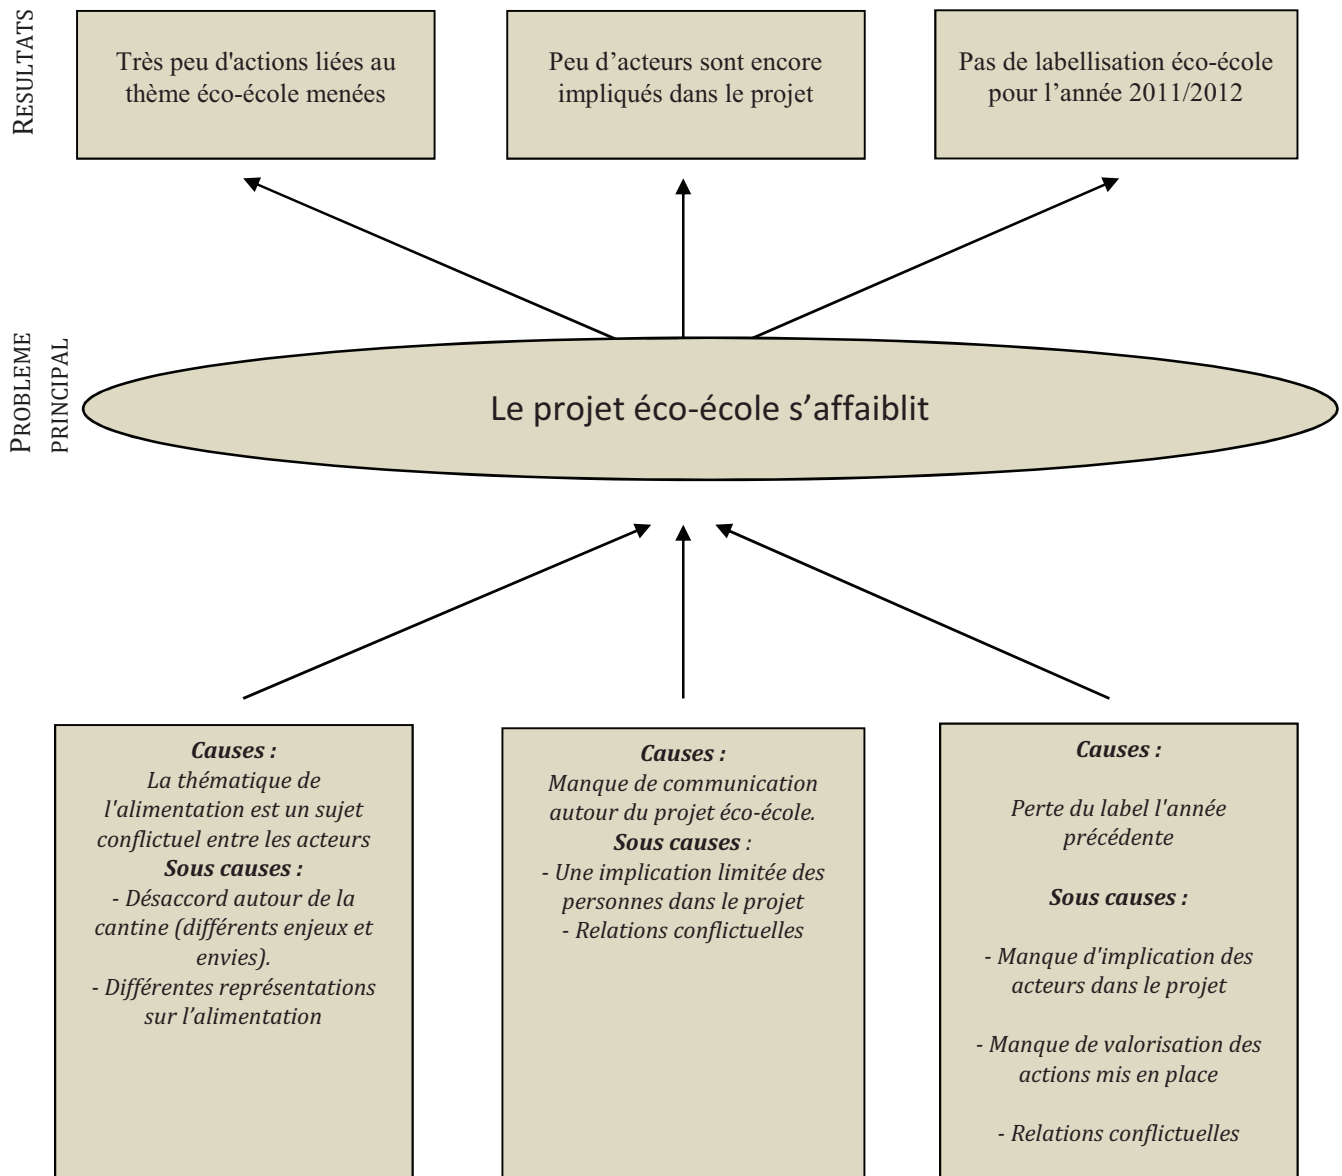 RESULTATS
Très peu d'actions liées au
thème éco-école menées
Peu d’acteurs sont encore
impliqués dans le projet
Pas de labellisation éco-école
pour l’année 2011/2012
PROBLEME
PRINCIPAL
Le projet éco-école s’affaiblit
Causes :
La thématique de
l'alimentation est un sujet
conflictuel entre les acteurs
Sous causes :
- Désaccord autour de la
cantine (différents enjeux et
envies).
- Différentes représentations
sur l’alimentation
Causes :
Manque de communication
autour du projet éco-école.
Sous causes :
- Une implication limitée des
personnes dans le projet
- Relations conflictuelles
Causes :
Perte du label l'année
précédente
Sous causes :
- Manque d'implication des
acteurs dans le projet
- Manque de valorisation des
actions mis en place
- Relations conflictuelles